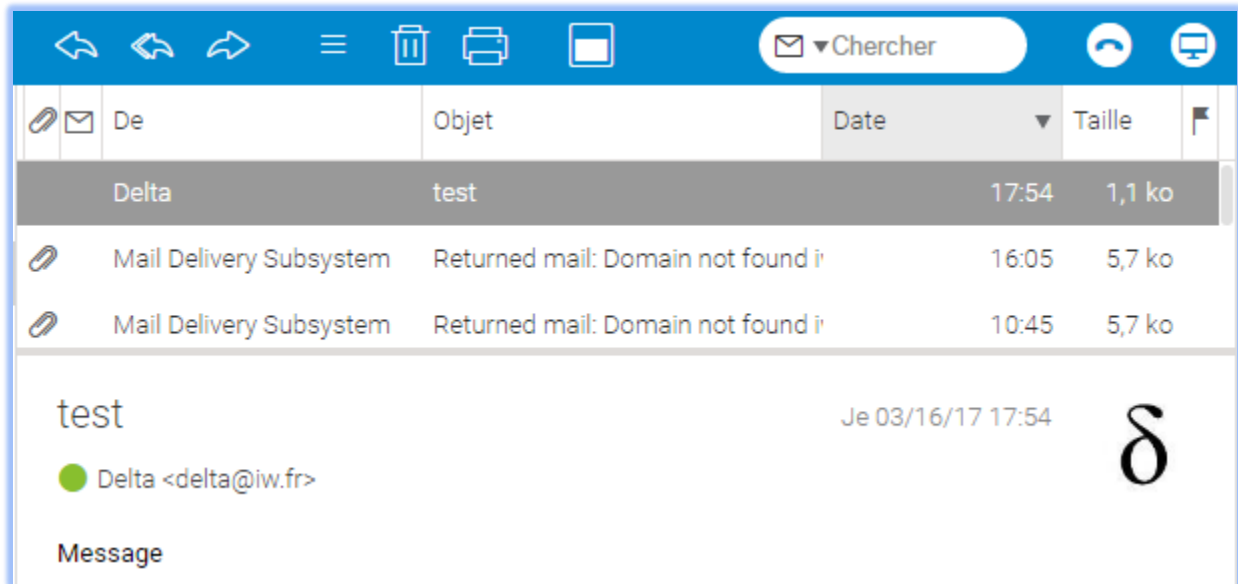 Chercher
De Objet Date Taille
Delta test 17:54 1,1 ko
Mail Delivery Subsystem Returned mail: Domain not found 16:05 5,7 ko
Mail Delivery Subsystem Returned mail: Domain not found 10:45 5,7 ko
test Je 03/16/17 17:54
δ
Delta <delta@iw.fr>
Message